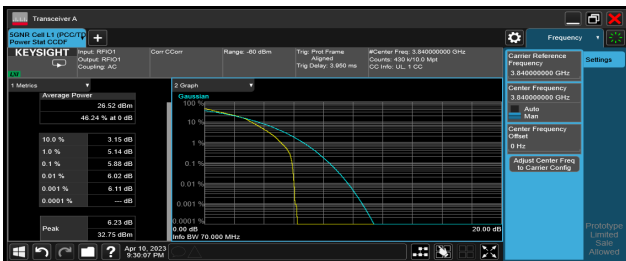 Transceiver A
5GNR Cell L1 (PCC/TD
Power Stat CCDF
Frequency
KEYSIGHT
Input: RFIO1
Output: RFIO1
Coupling: AC
Corr CCorr
Range: -60 dBm
Trig: Prot Frame
Aligned
Trig Delay: 3.950 ms
#Center Freq: 3.840000000 GHz
Counts: 430 k/10.0 Mpt
CC Info: UL: 1 CC
1 Metrics
Average Power
26.52 dBm
46.24 % at 0 dB
10.0 % 3.15 dB
1.0 % 5.14 dB
0.1 % 5.88 dB
0.01 % 6.02 dB
0.001 % 6.11 dB
0.0001 % --- dB
Peak
6.23 dB
32.75 dBm
2 Graph
Gaussian
100 %
10 %
1 %
0.1 %
0.01 %
0.001 %
0.0001 %
0.00 dB
20.00 dB
Info BW 70.000 MHz
Carrier Reference
Frequency
3.840000000 GHz
Center Frequency
3.840000000 GHz
Auto
Man
Center Frequency
Offset
0 Hz
Adjust Center Freq
to Carrier Config
Settings
Prototype
Limited
Sale
Allowed
Apr 10, 2023
9:30:07 PM